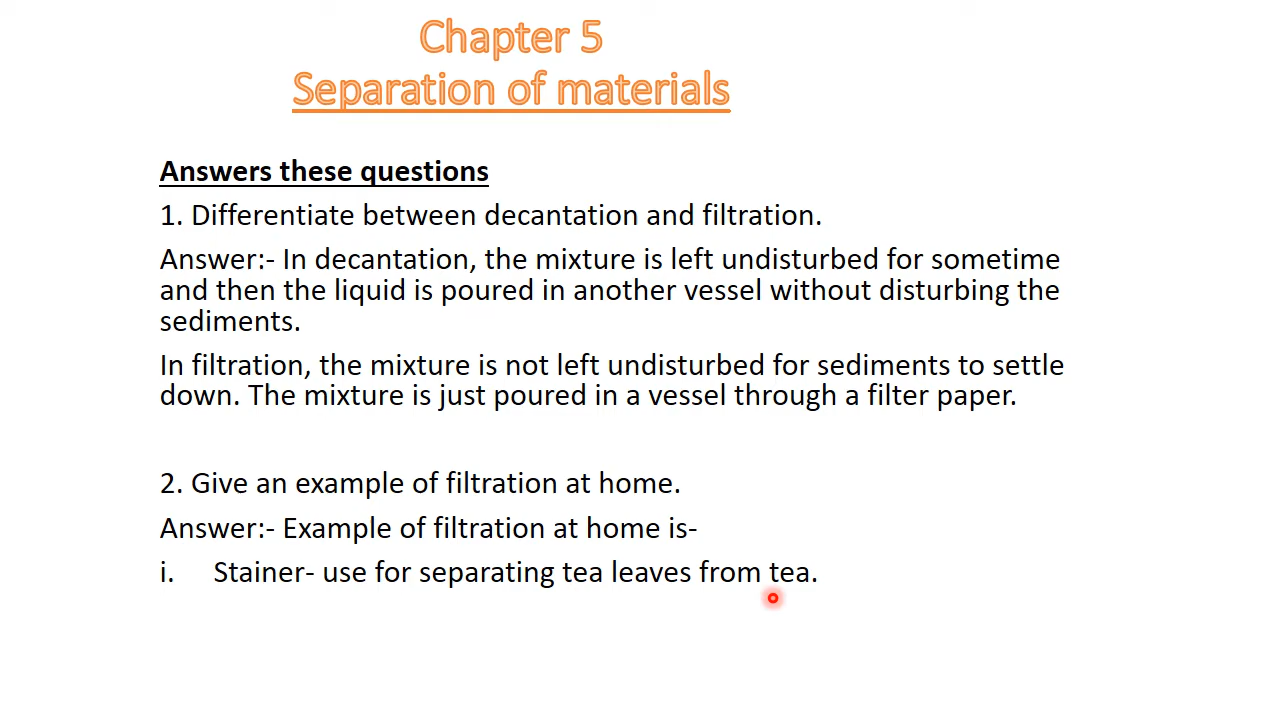 Chapter 5
Separation of materials
Answers these questions
1. Differentiate between decantation and filtration.
Answer:- In decantation, the mixture is left undisturbed for sometime
and then the liquid is poured in another vessel without disturbing the
sediments.
In filtration, the mixture is not left undisturbed for sediments to settle
down. The mixture is just poured in a vessel through a filter paper.
2. Give an example of filtration at home.
Answer:- Example of filtration at home is-
i. Stainer- use for separating tea leaves from tea.